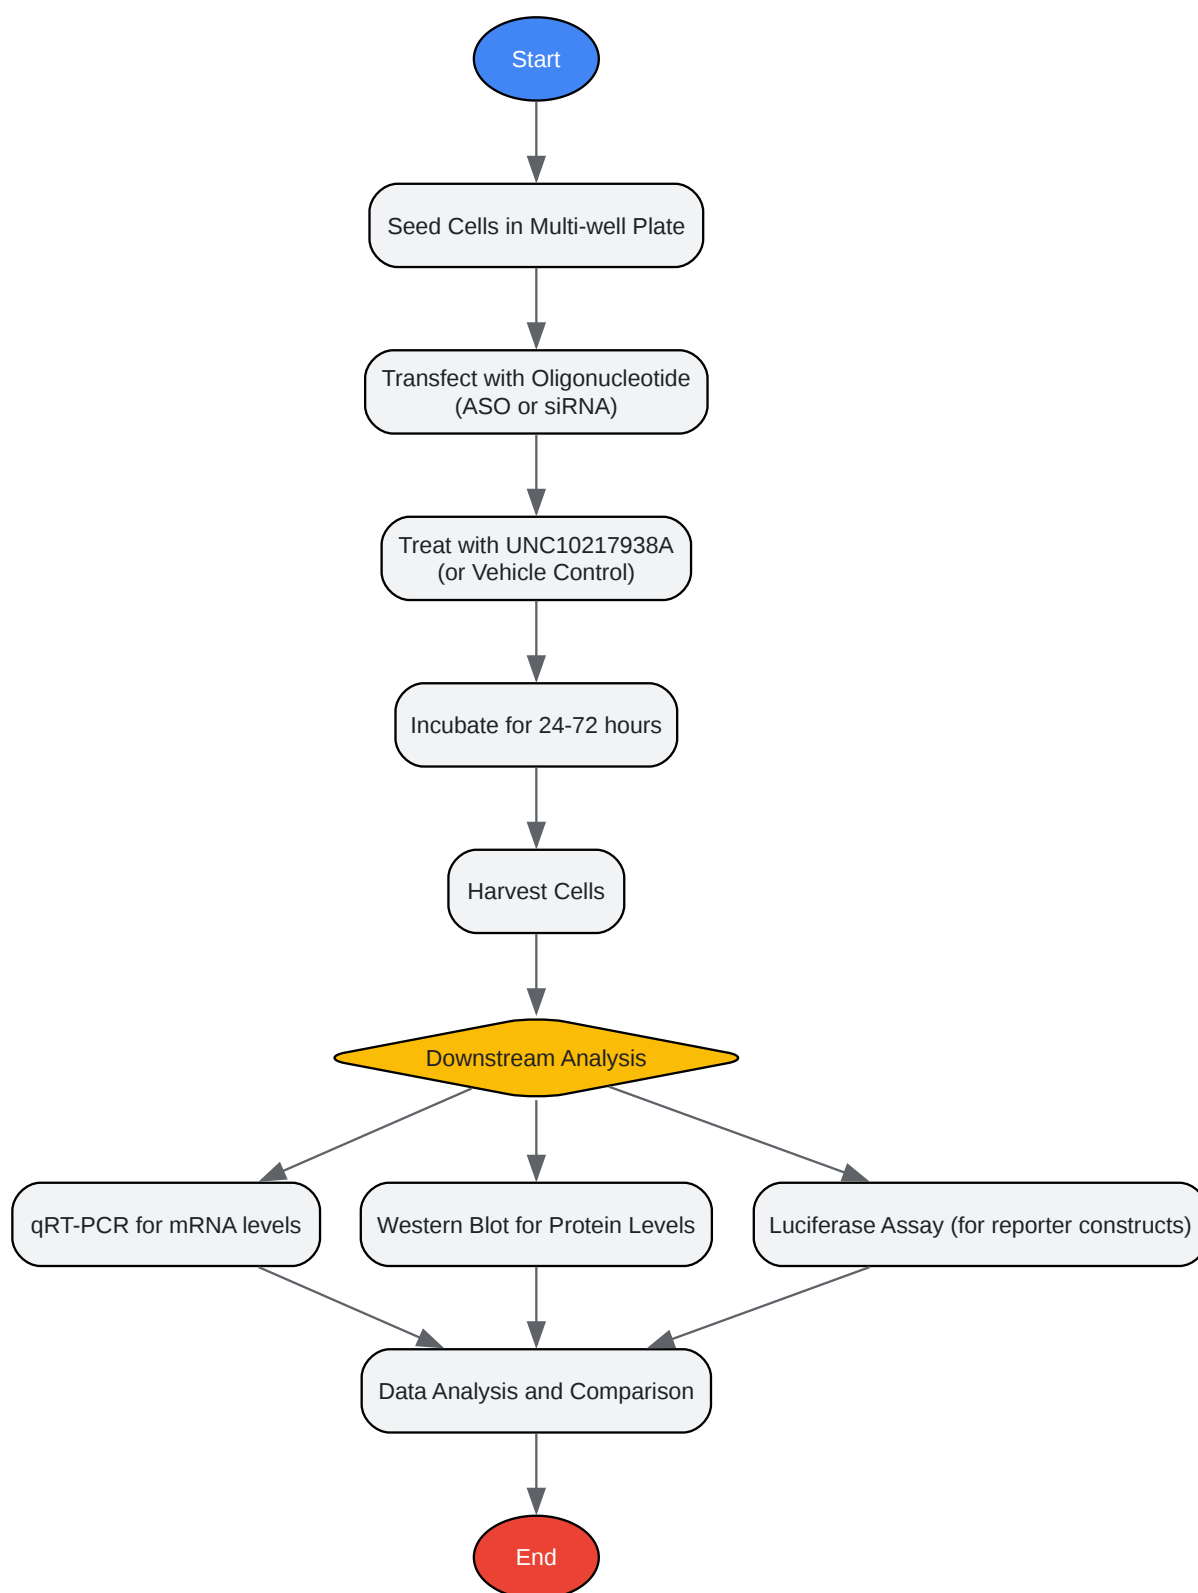 Start
Seed Cells in Multi-well Plate
Transfect with Oligonucleotide
(ASO or siRNA)
Treat with UNC10217938A
(or Vehicle Control)
Incubate for 24-72 hours
Harvest Cells
Downstream Analysis
qRT-PCR for mRNA levels
Western Blot for Protein Levels
Luciferase Assay (for reporter constructs)
Data Analysis and Comparison
End